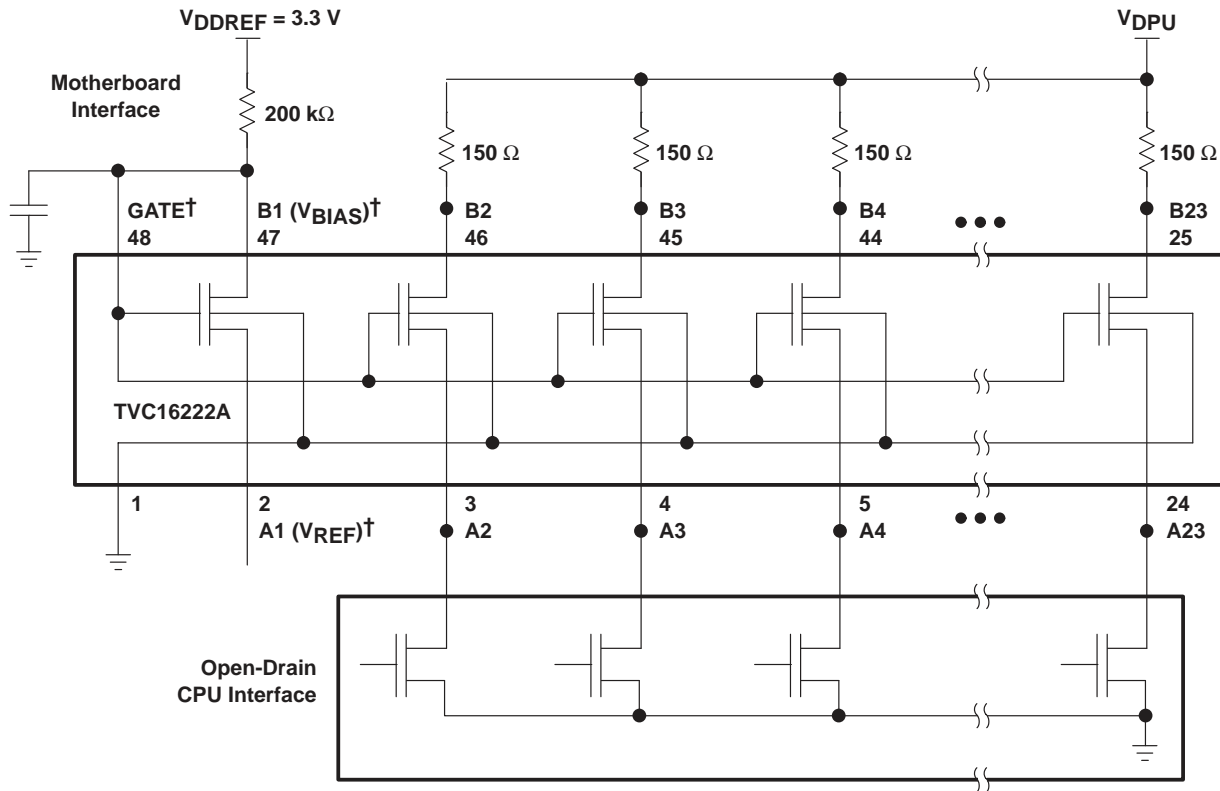 VDDREF = 3.3 V
VDPU
Motherboard
Interface
200 kΩ
150 Ω
150 Ω
150 Ω
150 Ω
GATE†
B1 (VBIAS)†
B2
B3
B4
B23
48
47
46
45
44
25
TVC16222A
1
2
3
4
5
24
A1 (VREF)†
A2
A3
A4
A23
Open-Drain
CPU Interface